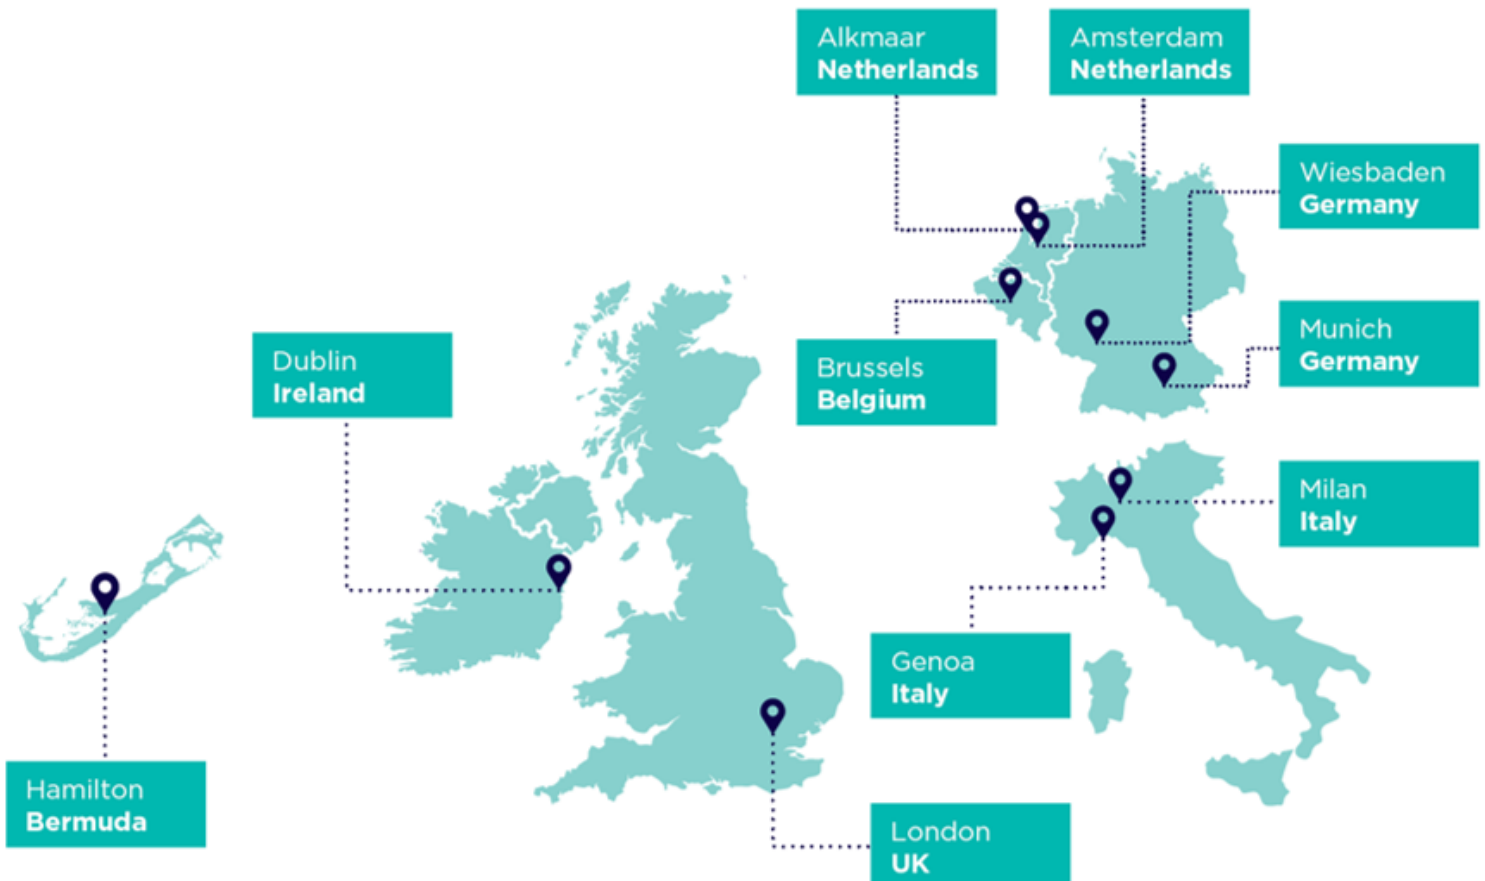 Alkmaar
Netherlands
Amsterdam
Netherlands
Wiesbaden
Germany
Munich
Germany
Dublin
Ireland
Brussels
Belgium
Milan
Italy
Genoa
Italy
Hamilton
Bermuda
London
UK